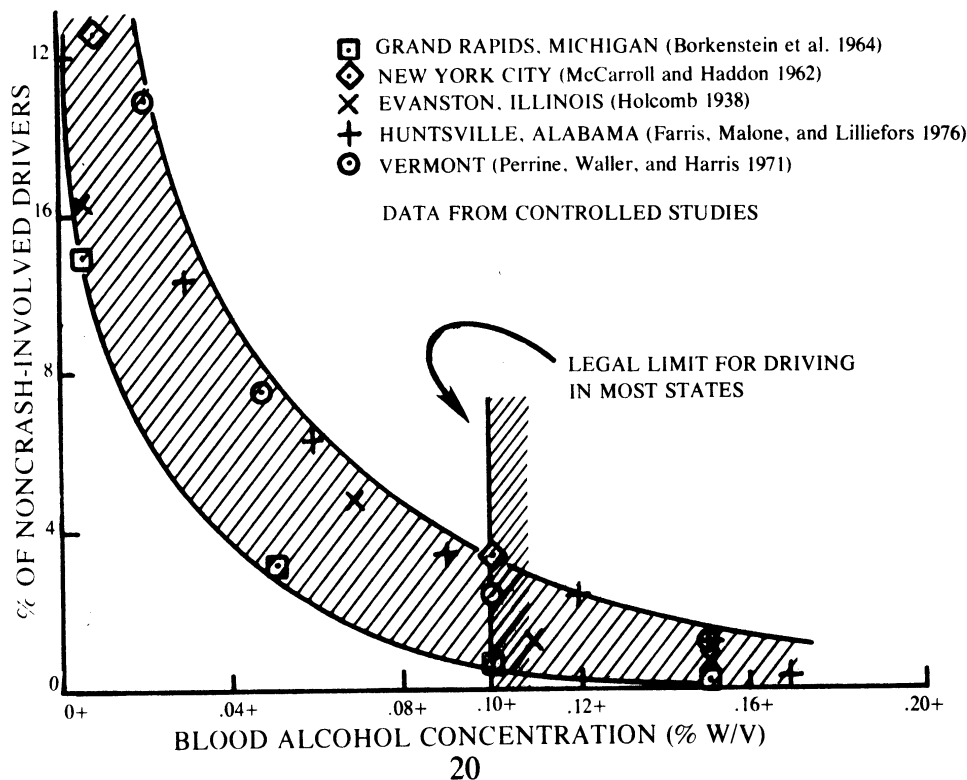 % OF NONCRASH-INVOLVED DRIVERS
12
16
8
4
0
GRAND RAPIDS, MICHIGAN (Borkenstein et al. 1964)
NEW YORK CITY (McCarroll and Haddon 1962)
EVANSTON, ILLINOIS (Holcomb 1938)
HUNTSVILLE, ALABAMA (Farris, Malone, and Lilliefors 1976)
VERMONT (Perrine, Waller, and Harris 1971)
DATA FROM CONTROLLED STUDIES
LEGAL LIMIT FOR DRIVING
IN MOST STATES
0+ .04+ .08+ .10+ .12+ .16+ .20+
BLOOD ALCOHOL CONCENTRATION (% W/V)
20